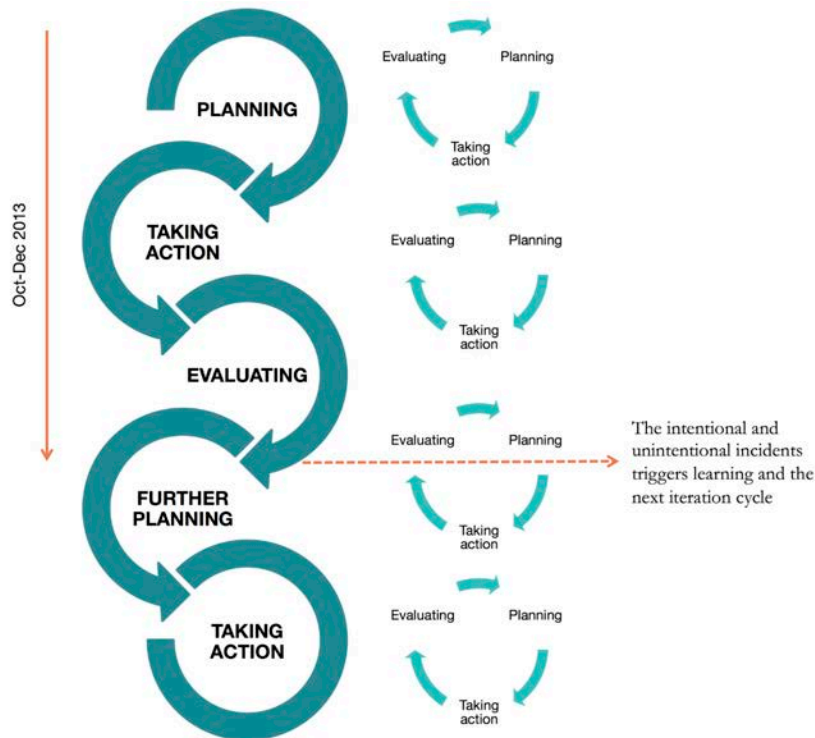 Evaluating
Planning
PLANNING
Taking
action
Oct-Dec 2013
TAKING
ACTION
Evaluating
Planning
Taking
action
EVALUATING
Evaluating
Planning
The intentional and
unintentional incidents
triggers learning and the
next iteration cycle
FURTHER
PLANNING
Taking
action
Evaluating
Planning
TAKING
ACTION
Taking
action